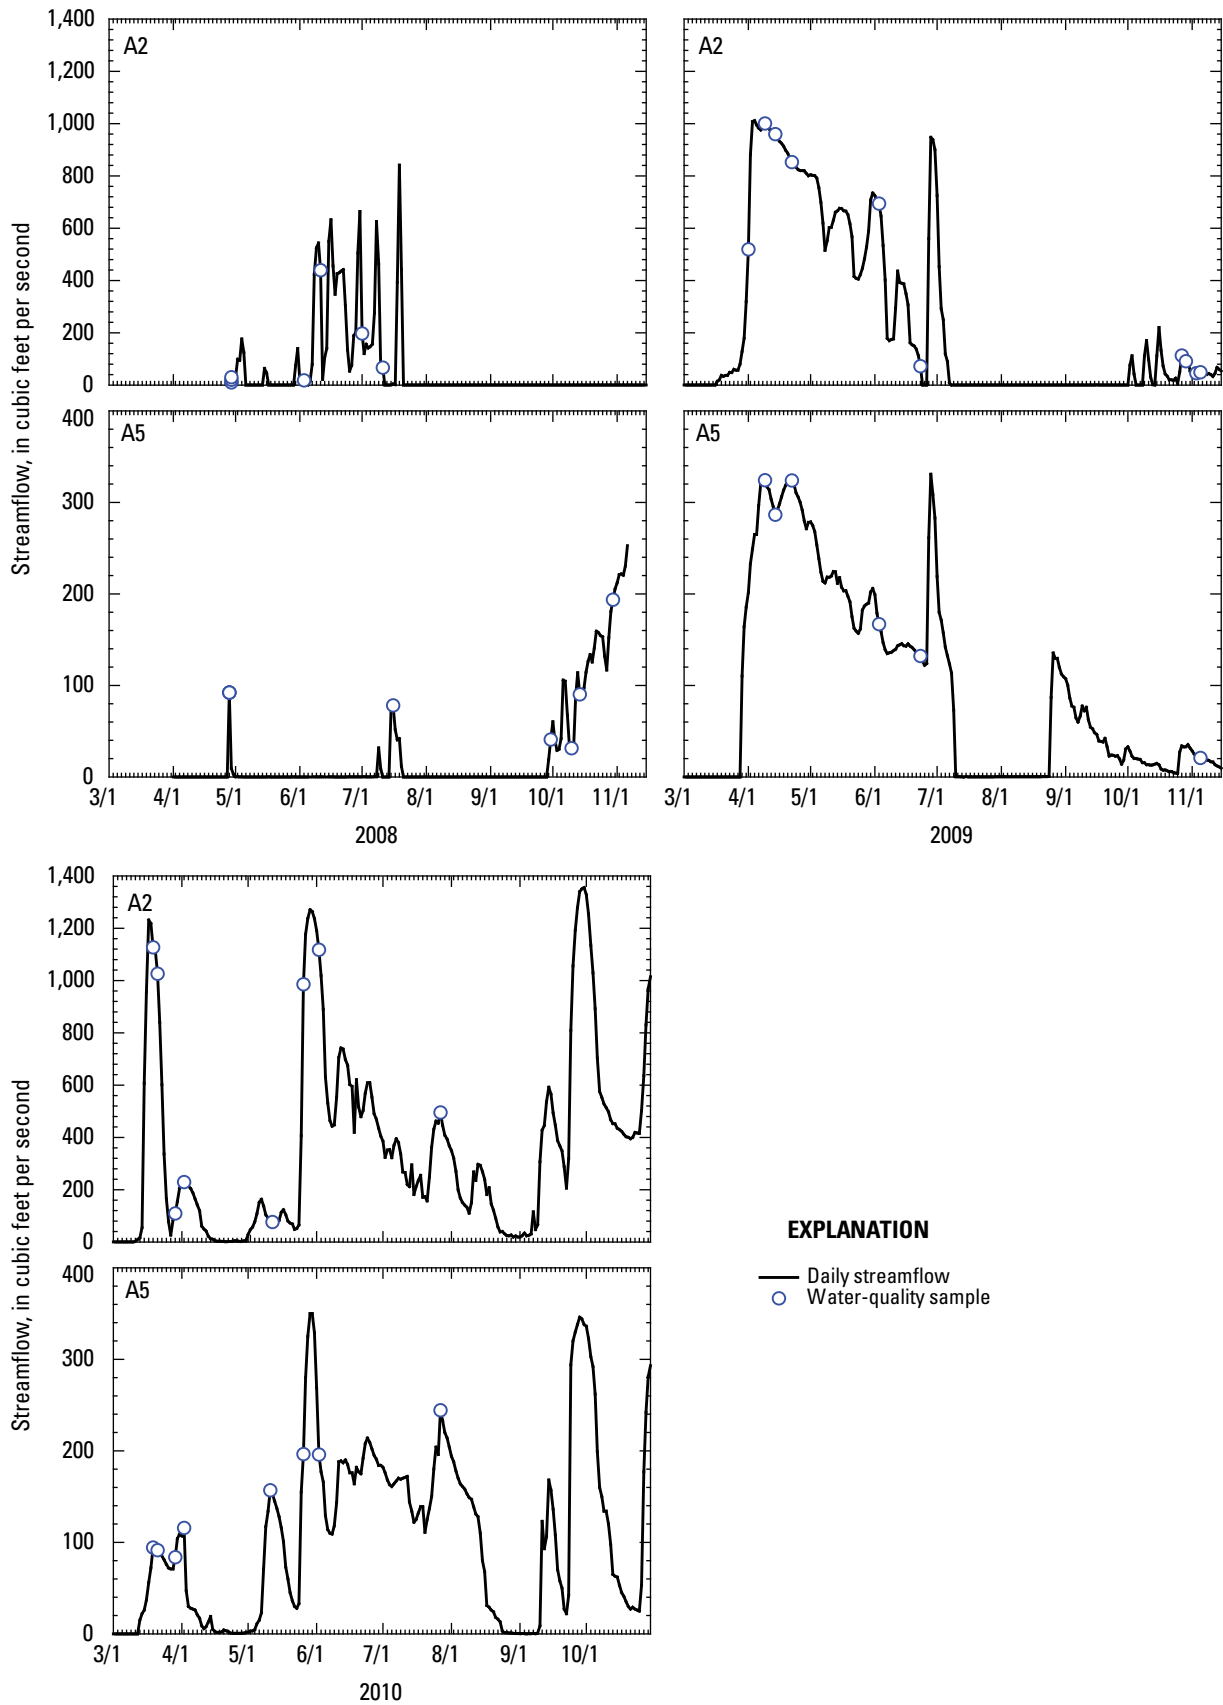 1,400
1,200
1,000
800
600
400
200
0
A2
A2
400
300
200
100
0
A5
A5
Streamflow, in cubic feet per second
3/1 4/1 5/1 6/1 7/1 8/1 9/1 10/1 11/1
2008
3/1 4/1 5/1 6/1 7/1 8/1 9/1 10/1 11/1
2009
1,400
1,200
1,000
800
600
400
200
0
A2
400
300
200
100
0
A5
Streamflow, in cubic feet per second
3/1 4/1 5/1 6/1 7/1 8/1 9/1 10/1
2010
EXPLANATION
Daily streamflow
Water-quality sample